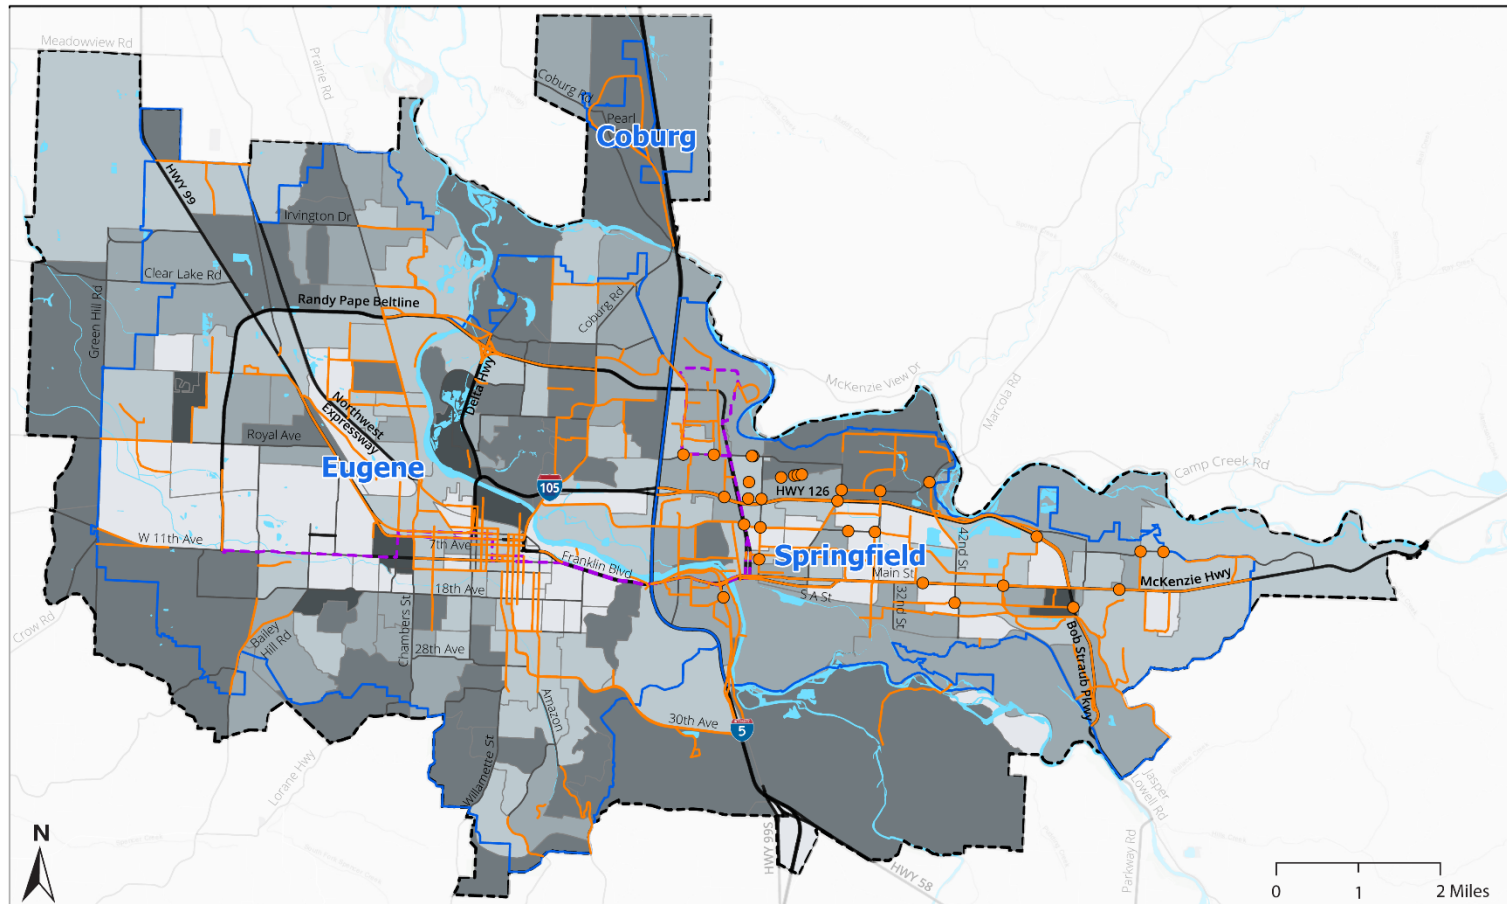 Meadowview Rd
Prairie Rd
Coburg Rd
Pearl
Coburg
HWY 99
Irvington Dr
Clear Lake Rd
Green Hill Rd
Randy Pape Beltline
Coburg Rd
Delta Hwy
McKenzie View Dr
Marcola Rd
Northwest
Expressway
Royal Ave
Eugene
105
HWY 126
Camp Creek Rd
W 11th Ave
7th Ave
Franklin Blvd
Springfield
42nd St
Main St
McKenzie Hwy
18th Ave
S A St
32nd St
Chambers St
Crow Rd
Bailey
Hill Rd
28th Ave
Bob Straub Pkwy
Amazon
30th Ave
5
Willamette St
Lorane Hwy
Jasper
Lowell Rd
Parkway Rd
HWY 99S
HWY 58
N
0 1 2 Miles